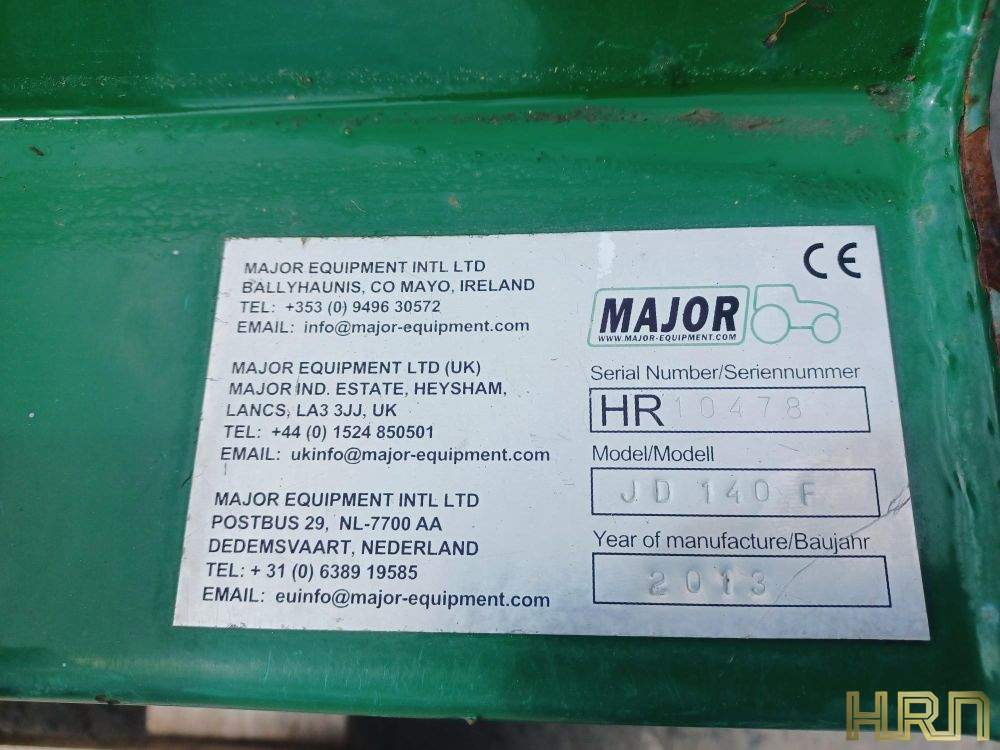 MAJOR EQUIPMENT INTL LTD
BALLYHAUNIS, CO MAYO, IRELAND
TEL: +353 (0) 9496 30572
EMAIL: info@major-equipment.com
MAJOR EQUIPMENT LTD (UK)
MAJOR IND. ESTATE, HEYSHAM,
LANCS, LA3 3JJ, UK
TEL: +44 (0) 1524 850501
EMAIL: ukinfo@major-equipment.com
MAJOR EQUIPMENT INTL LTD
POSTBUS 29, NL-7700 AA
DEDEMSVAART, NEDERLAND
TEL: + 31 (0) 6389 19585
EMAIL: euinfo@major-equipment.com
CE
MAJOR
WWW.MAJOR-EQUIPMENT.COM
Serial Number/Seriennummer
HR 10478
Model/Modell
JD 140 F
Year of manufacture/Baujahr
2013
HRN